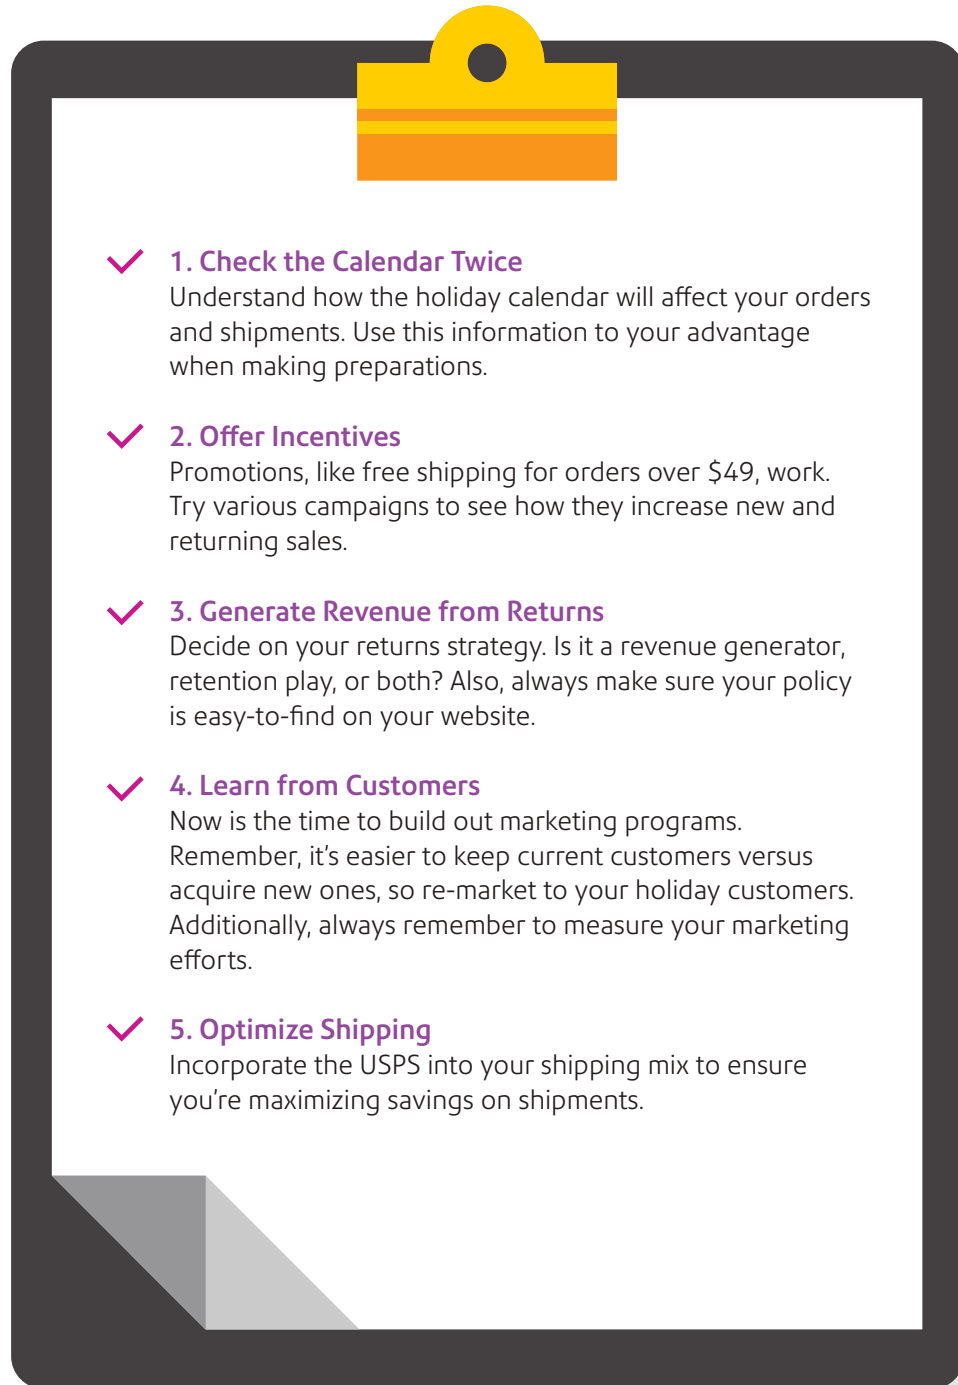 1. Check the Calendar Twice
Understand how the holiday calendar will affect your orders
and shipments. Use this information to your advantage
when making preparations.
2. Offer Incentives
Promotions, like free shipping for orders over $49, work.
Try various campaigns to see how they increase new and
returning sales.
3. Generate Revenue from Returns
Decide on your returns strategy. Is it a revenue generator,
retention play, or both? Also, always make sure your policy
is easy-to-find on your website.
4. Learn from Customers
Now is the time to build out marketing programs.
Remember, it’s easier to keep current customers versus
acquire new ones, so re-market to your holiday customers.
Additionally, always remember to measure your marketing
efforts.
5. Optimize Shipping
Incorporate the USPS into your shipping mix to ensure
you’re maximizing savings on shipments.